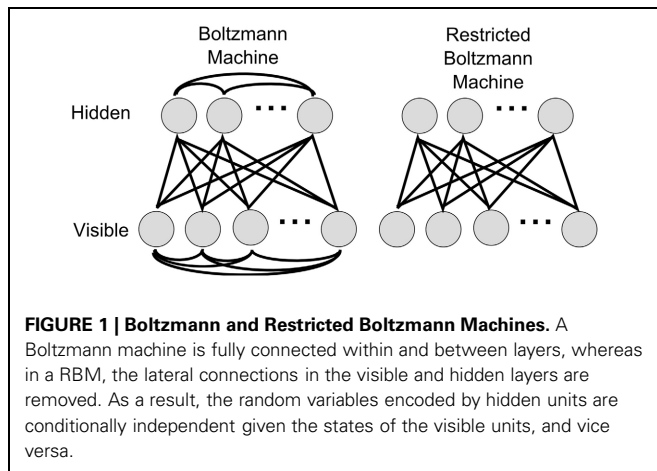 Boltzmann
Machine
Restricted
Boltzmann
Machine
Hidden
...
...
Visible
...
...
FIGURE 1 | Boltzmann and Restricted Boltzmann Machines. A
Boltzmann machine is fully connected within and between layers, whereas
in a RBM, the lateral connections in the visible and hidden layers are
removed. As a result, the random variables encoded by hidden units are
conditionally independent given the states of the visible units, and vice
versa.